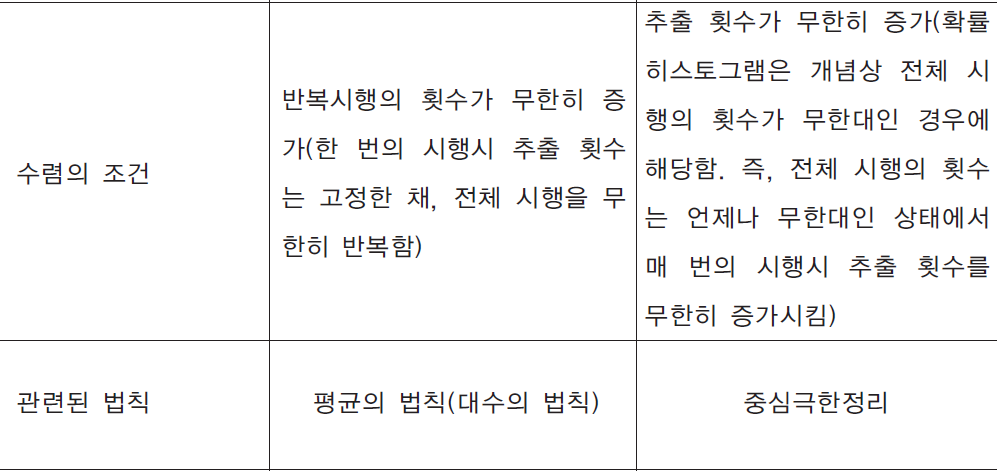 수렴의 조건
반복시행의 횟수가 무한히 증
가(한 번의 시행시 추출 횟수
는 고정한 채, 전체 시행을 무
한히 반복함)
추출 횟수가 무한히 증가(확률
히스토그램은 개념상 전체 시
행의 횟수가 무한대인 경우에
해당함. 즉, 전체 시행의 횟수
는 언제나 무한대인 상태에서
매 번의 시행시 추출 횟수를
무한히 증가시킴)
관련된 법칙
평균의 법칙(대수의 법칙)
중심극한정리